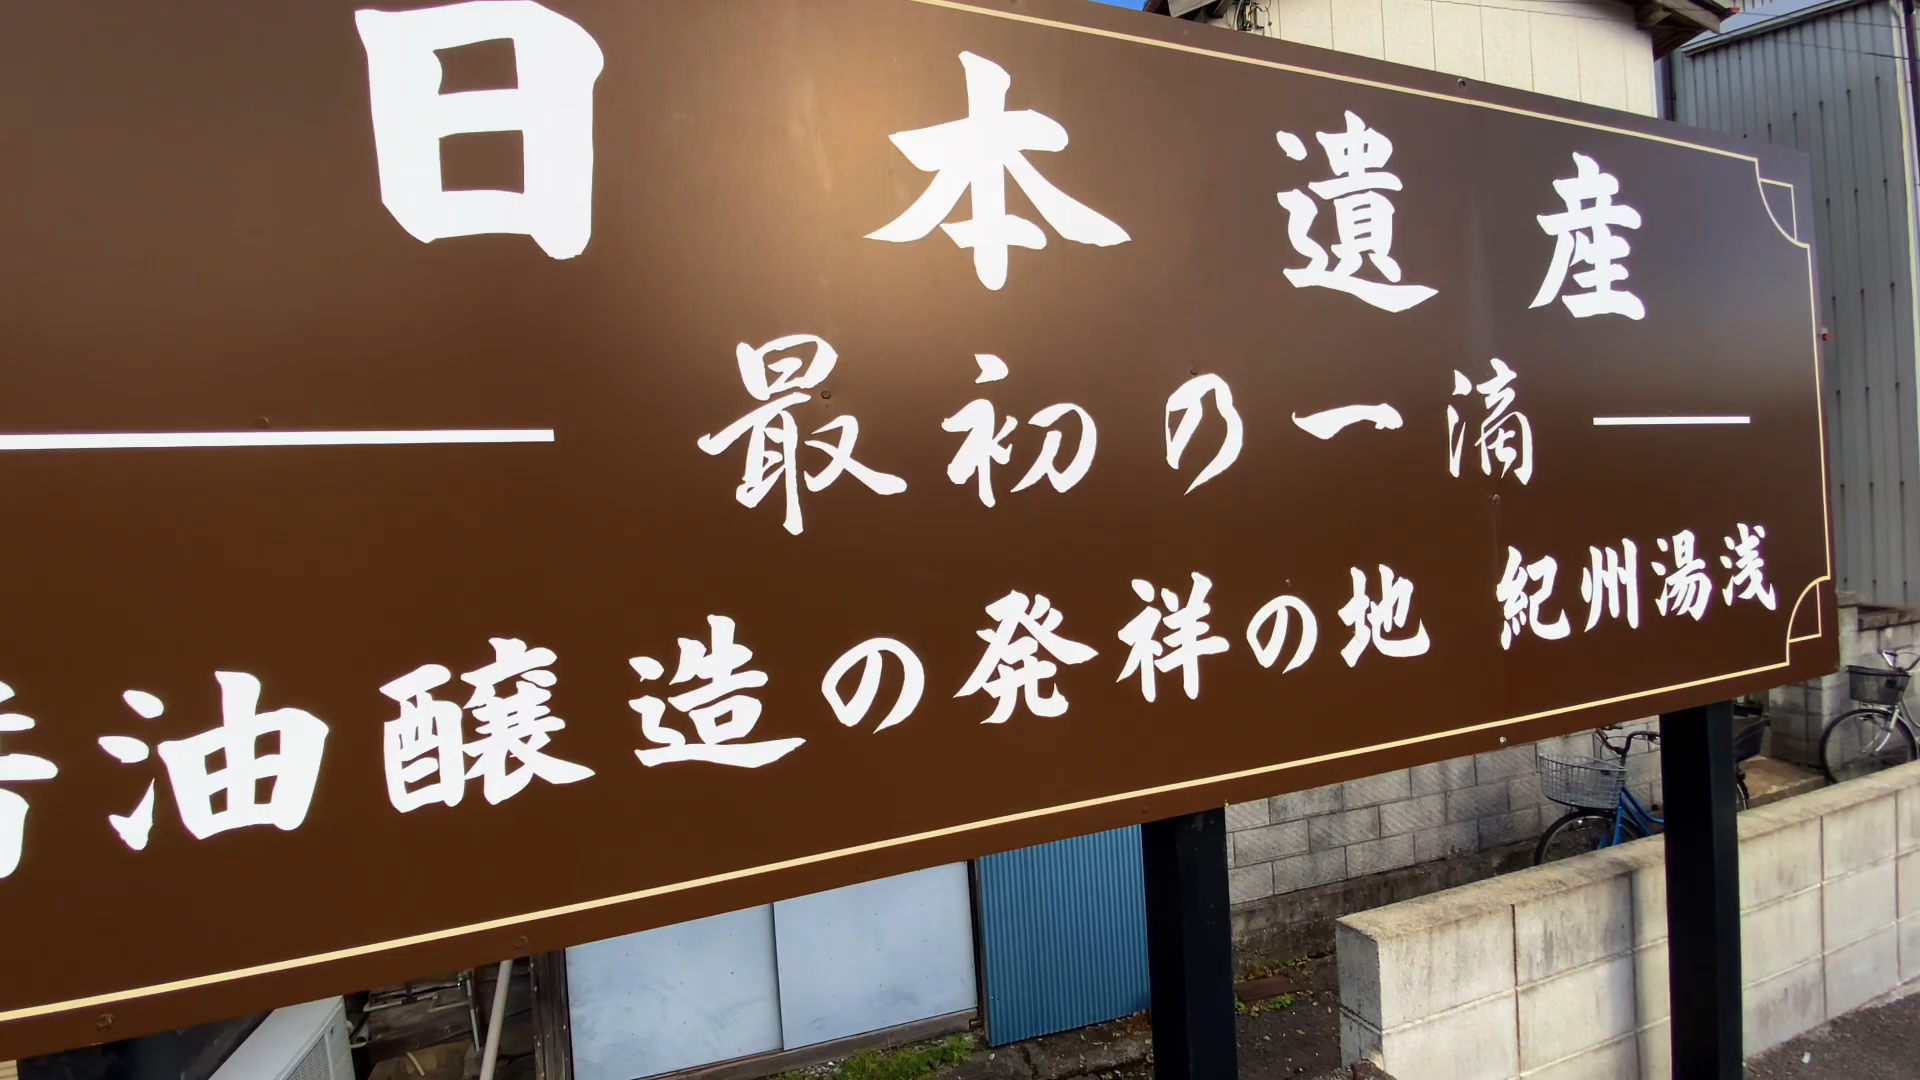 日本遺産
最初の一滴
油醸造の発祥の地 紀州湯浅